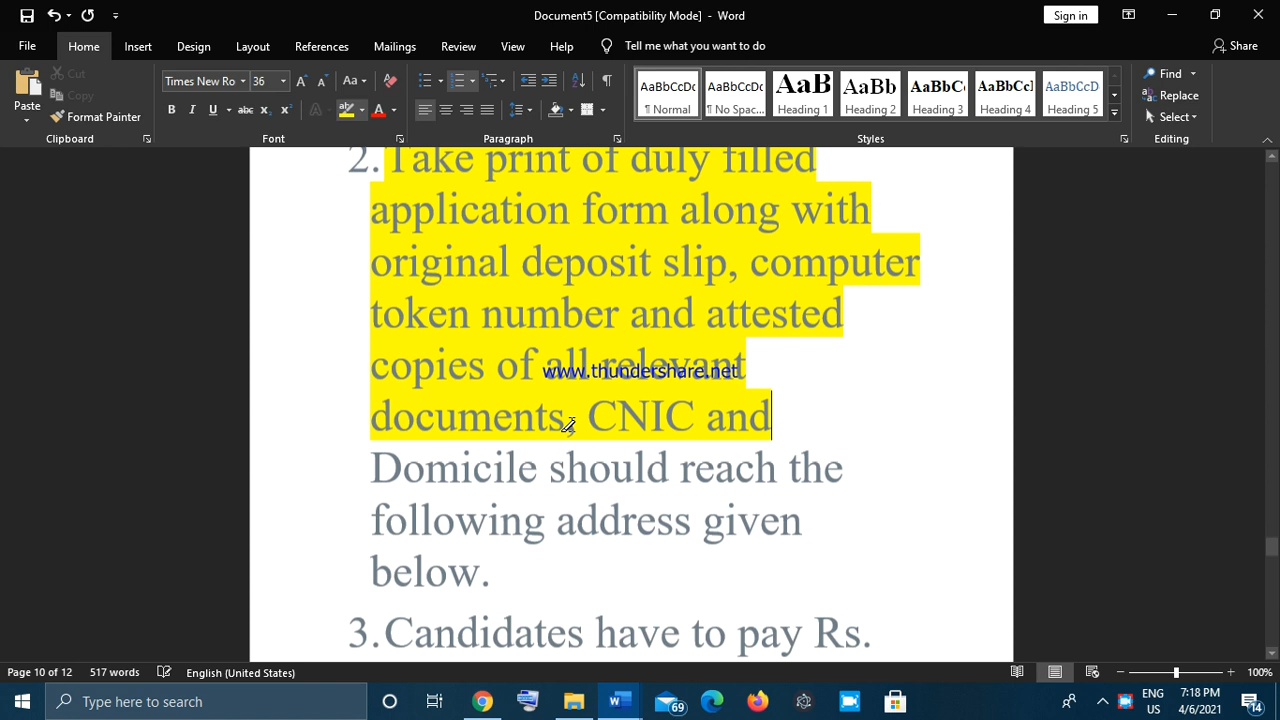 Document5 [Compatibility Mode] - Word
Sign in
File Home Insert Design Layout References Mailings Review View Help Tell me what you want to do Share
Paste
Cut
Copy
Format Painter
Clipboard
Times New Ro 36
Font
Paragraph
AaBbCcDc ¶ Normal
AaBbCcDc ¶ No Spac...
AaB Heading 1
AaBb Heading 2
AaBbC Heading 3
AaBbCcI Heading 4
AaBbCcD Heading 5
Styles
Find
Replace
Select
Editing
2. Take print of duly filled
application form along with
original deposit slip, computer
token number and attested
copies of all relevant
www.thundershare.net
documents, CNIC and
Domicile should reach the
following address given
below.
3. Candidates have to pay Rs.
Page 10 of 12 517 words English (United States) 100%
Type here to search
69
ENG
US
7:18 PM
4/6/2021
14